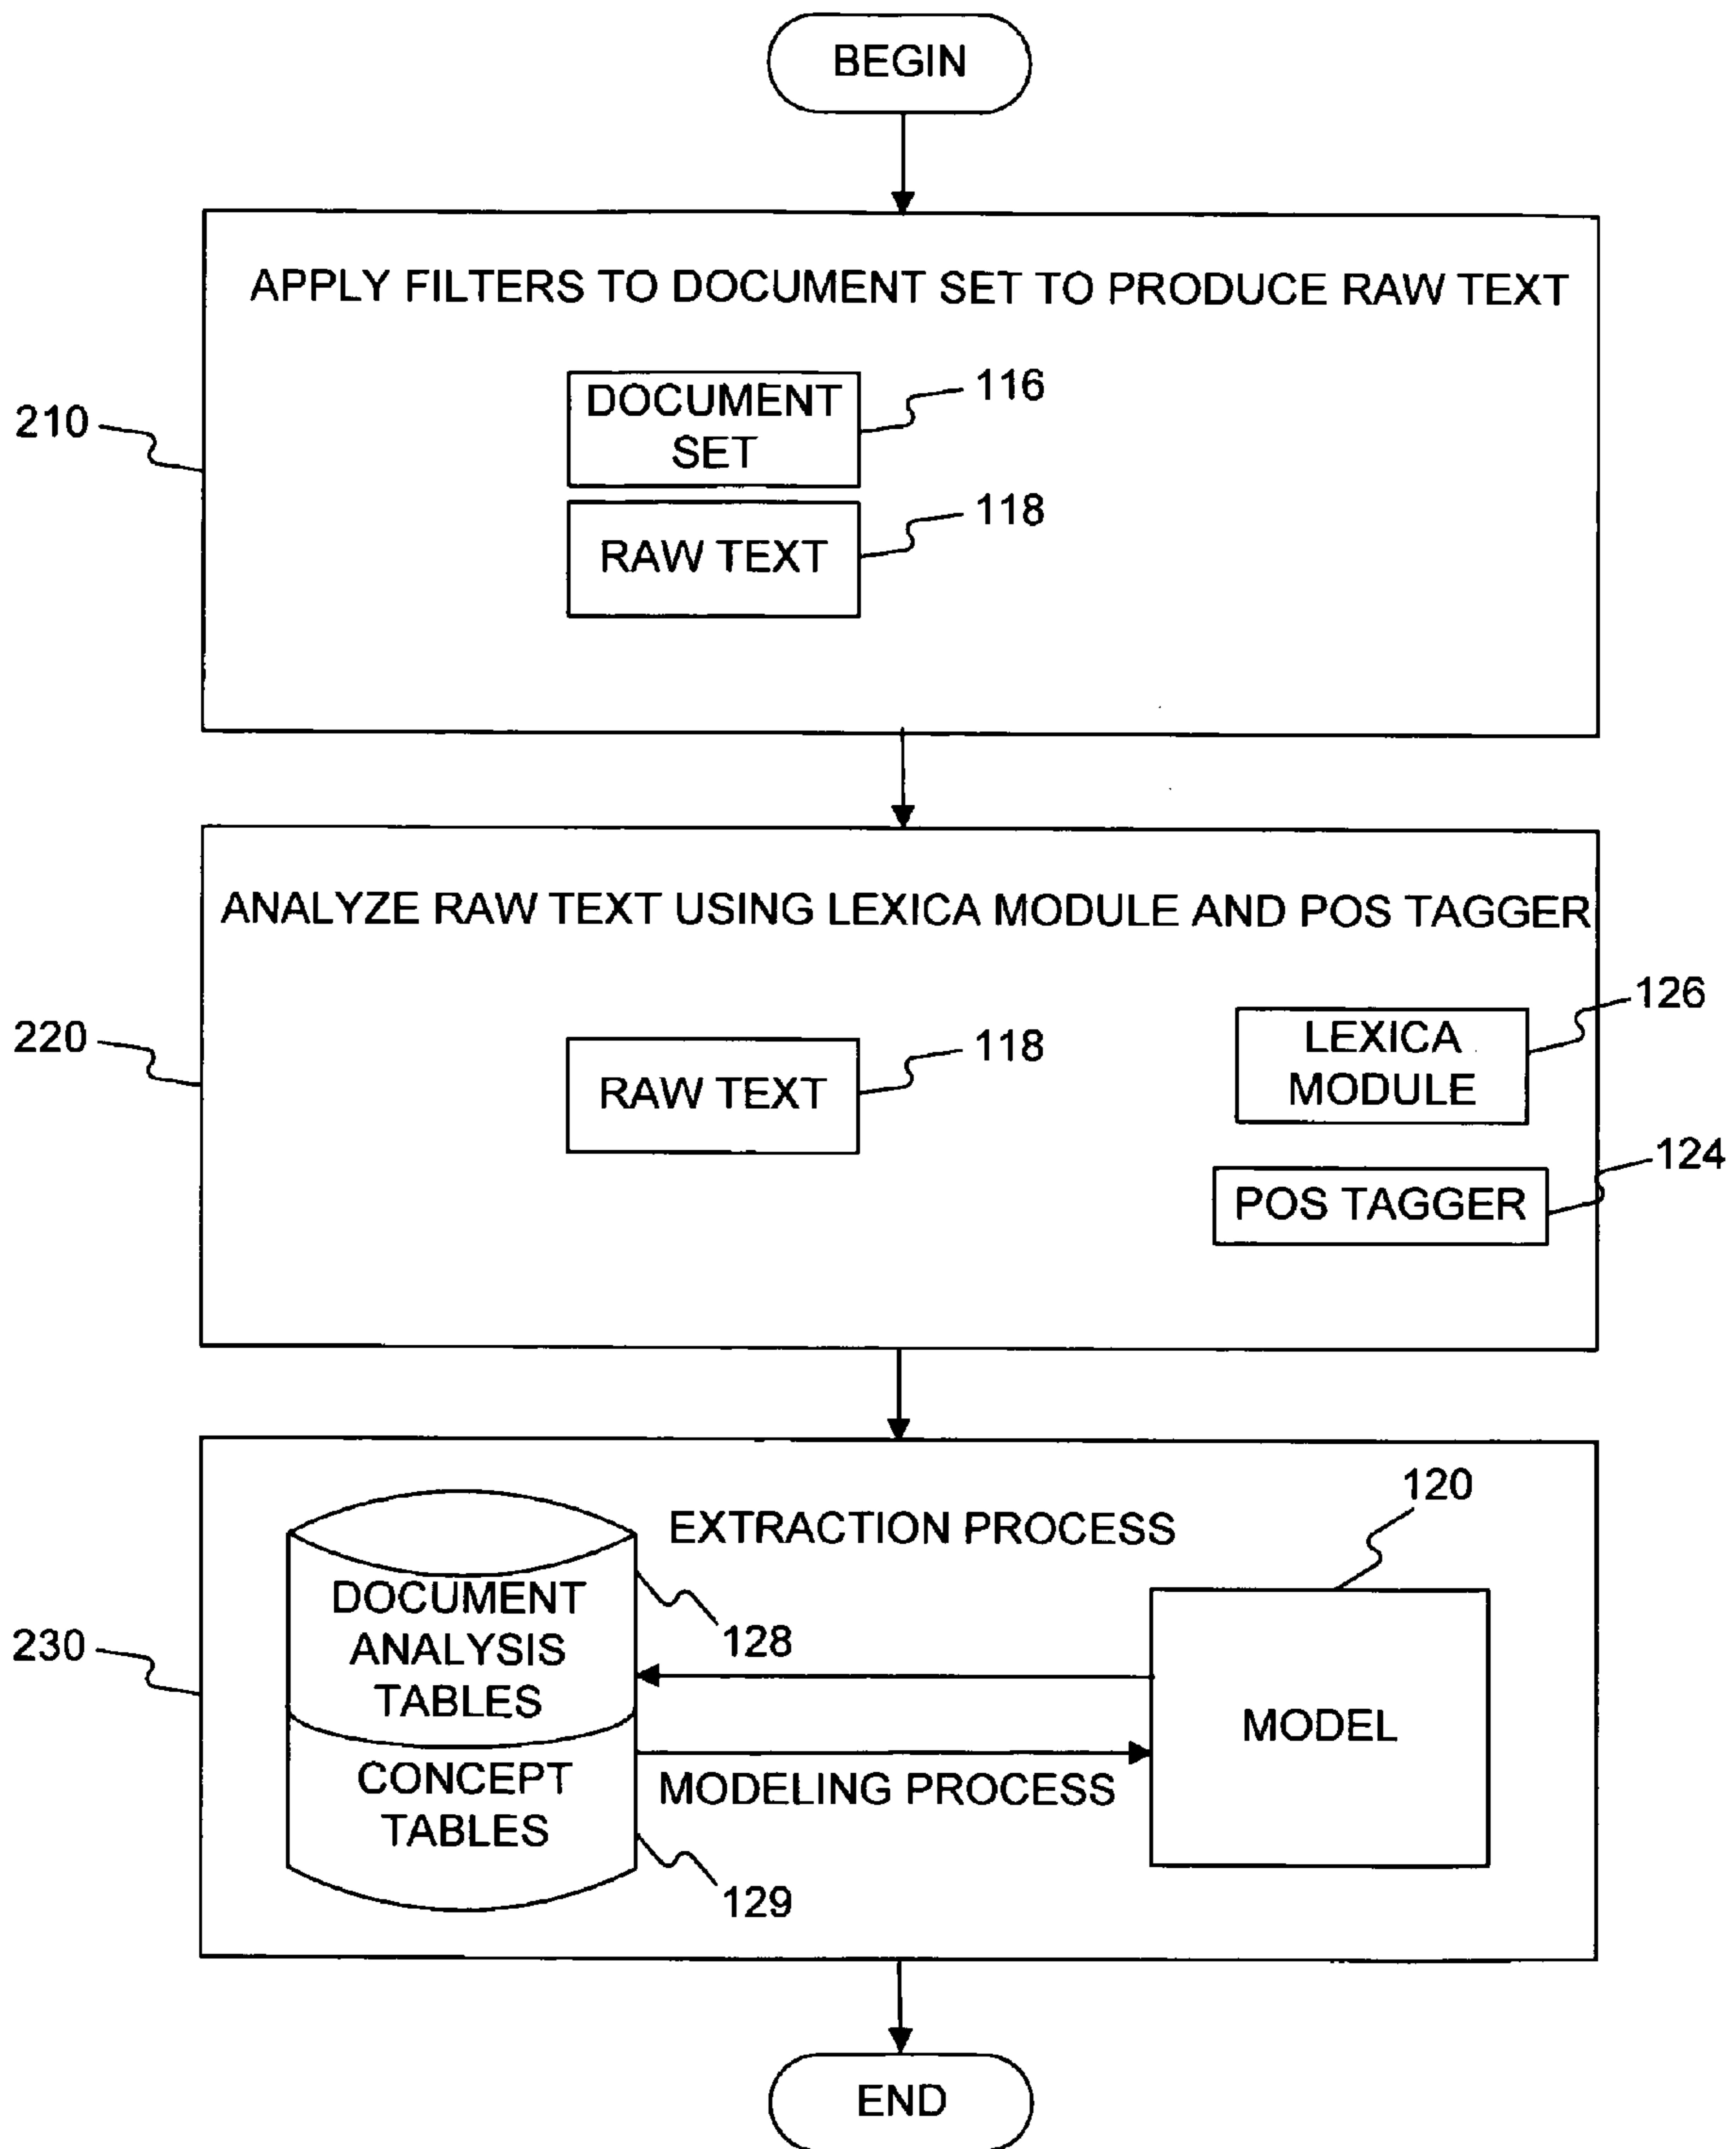 BEGIN
APPLY FILTERS TO DOCUMENT SET TO PRODUCE RAW TEXT
210
DOCUMENT
SET
116
RAW TEXT
118
ANALYZE RAW TEXT USING LEXICA MODULE AND POS TAGGER
220
RAW TEXT
118
LEXICA
MODULE
126
POS TAGGER
124
230
EXTRACTION PROCESS
120
DOCUMENT
ANALYSIS
TABLES
128
MODEL
CONCEPT
TABLES
MODELING PROCESS
129
END